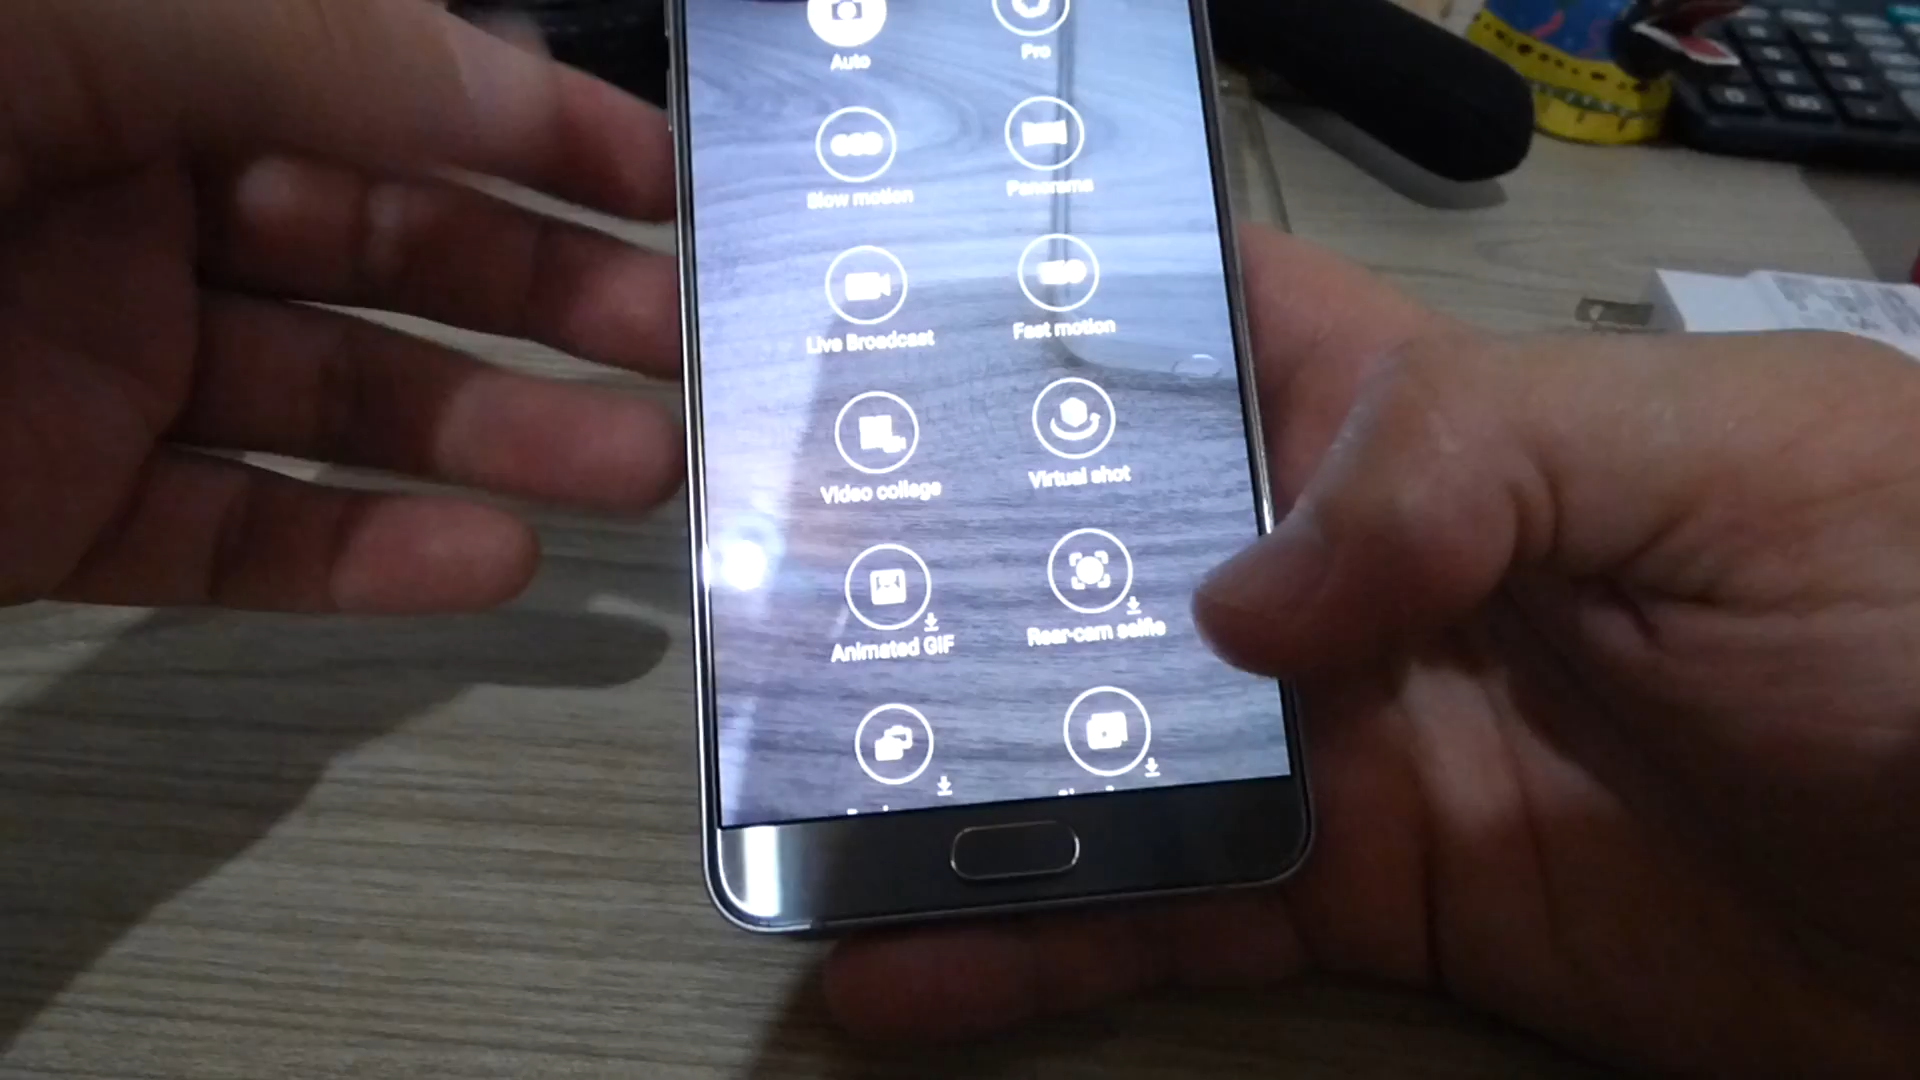 Auto
Pro
Slow motion
Panorama
Live Broadcast
Fast motion
Video collage
Virtual shot
Animated GIF
Rear-cam selfie